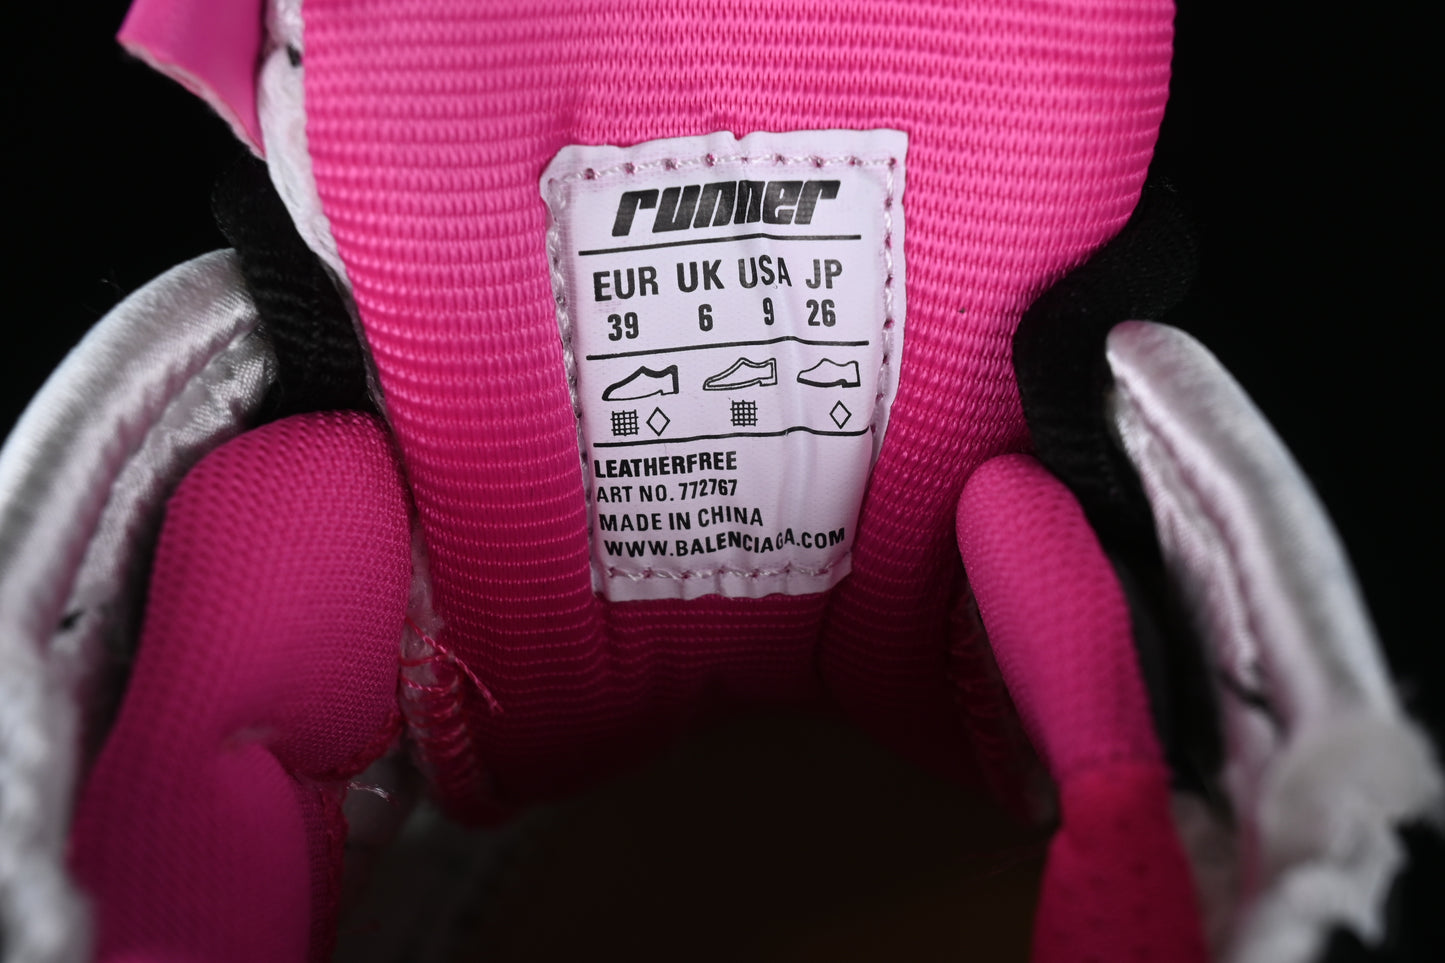 runner
EUR UK USA JP
39 6 9 26
LEATHERFREE
ART NO. 772767
MADE IN CHINA
WWW.BALENCIAGA.COM